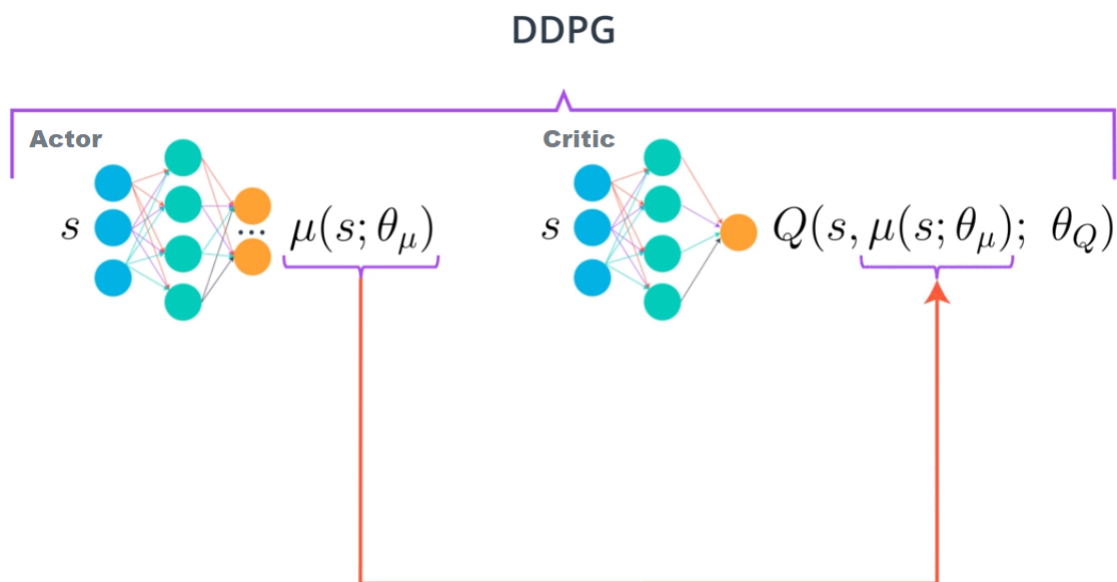 DDPG
Actor
Critic
s
μ(s; θ_μ)
s
Q(s, μ(s; θ_μ); θ_Q)
...